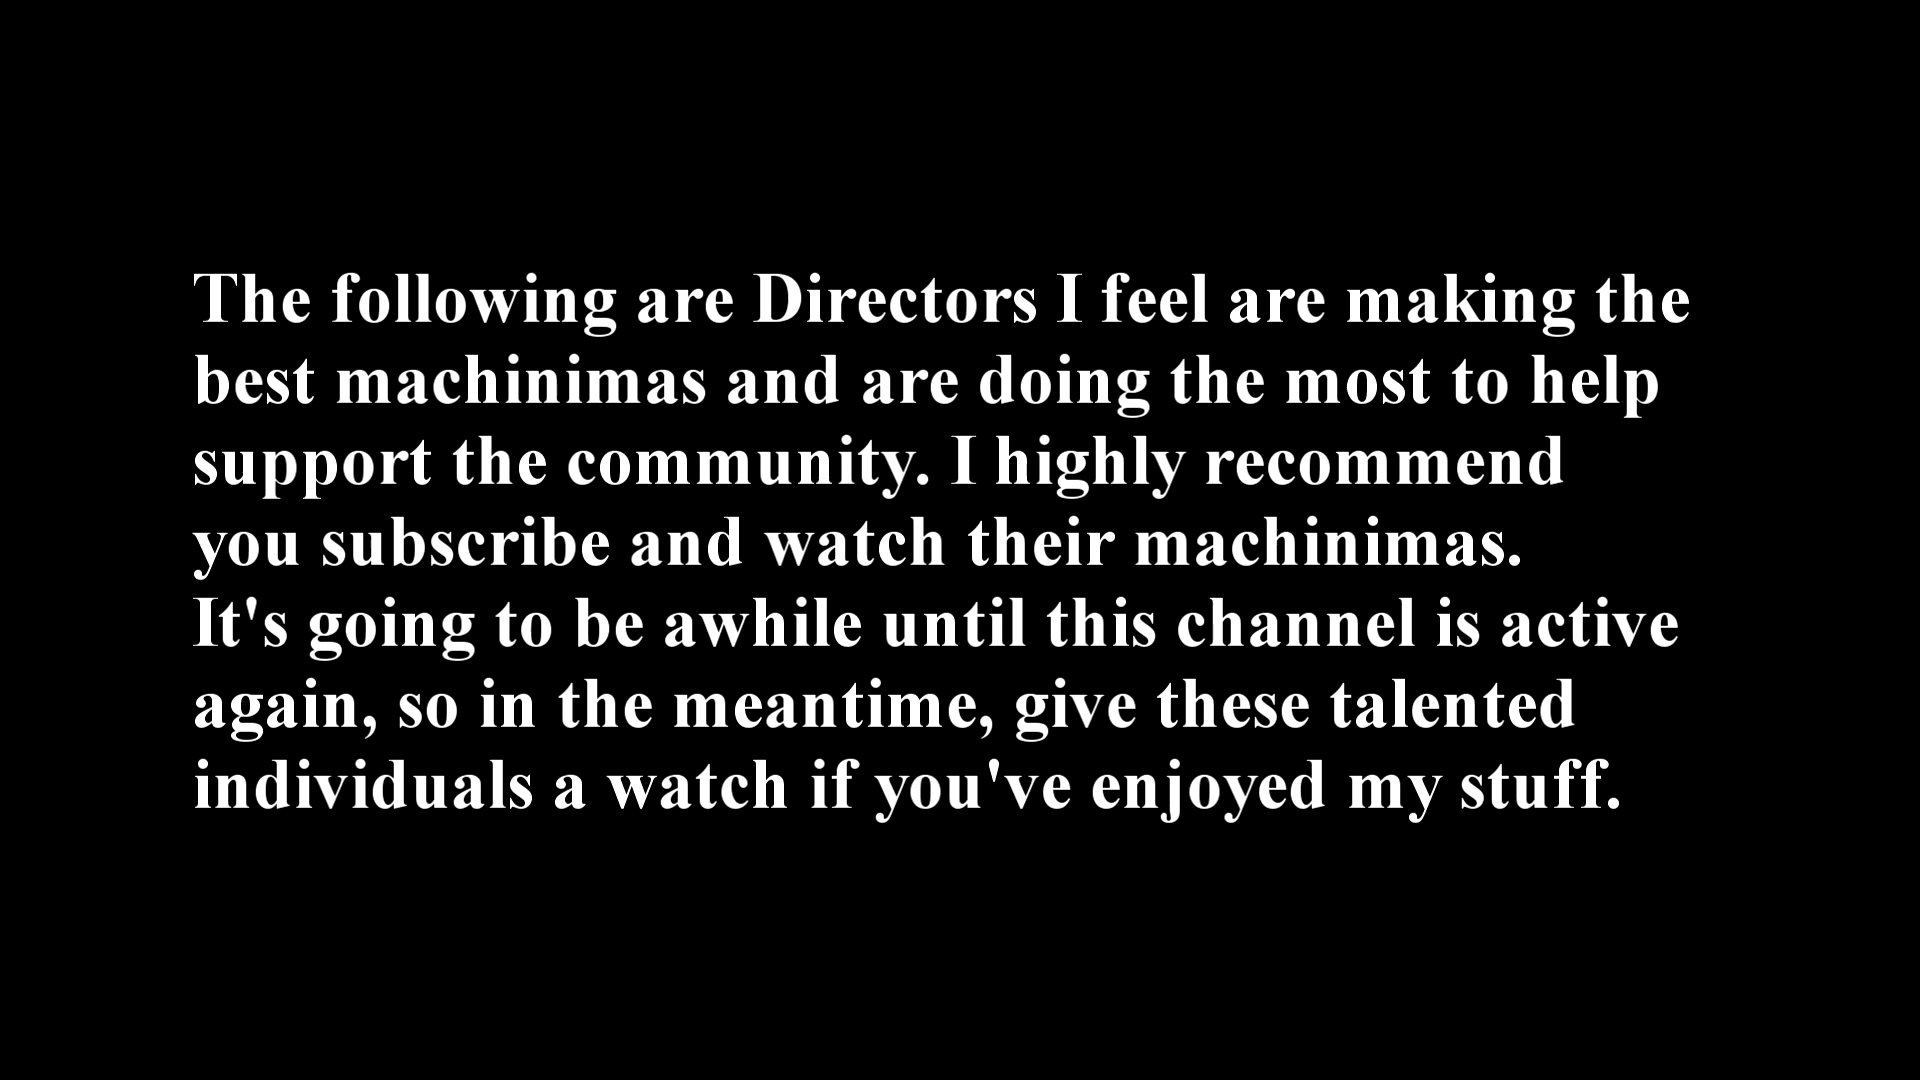 The following are Directors I feel are making the
best machinimas and are doing the most to help
support the community. I highly recommend
you subscribe and watch their machinimas.
It's going to be awhile until this channel is active
again, so in the meantime, give these talented
individuals a watch if you've enjoyed my stuff.